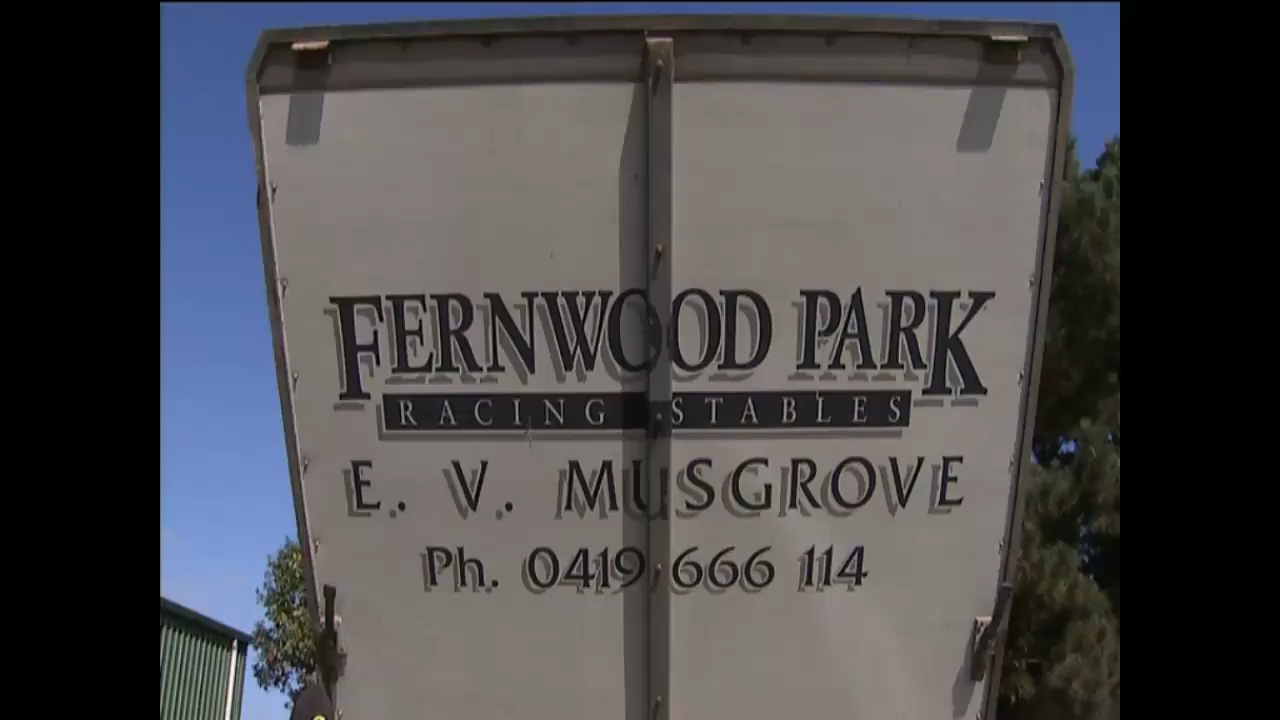 FERNWOOD PARK
RACING STABLES
E. V. MUSGROVE
Ph. 0419 666 114